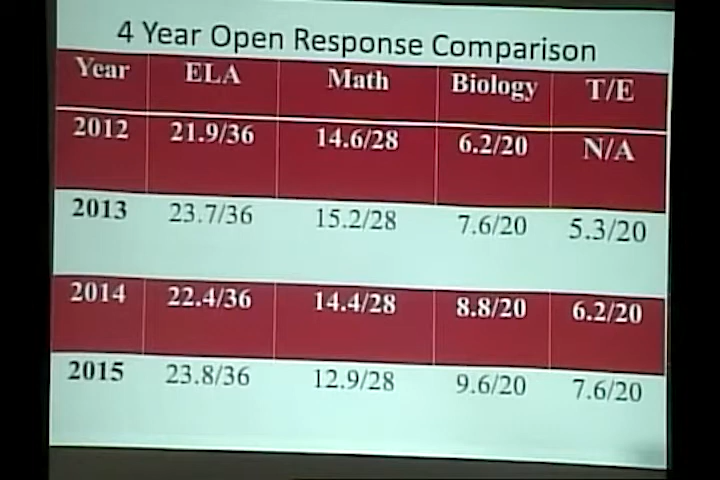 4 Year Open Response Comparison
Year ELA Math Biology T/E
2012 21.9/36 14.6/28 6.2/20 N/A
2013 23.7/36 15.2/28 7.6/20 5.3/20
2014 22.4/36 14.4/28 8.8/20 6.2/20
2015 23.8/36 12.9/28 9.6/20 7.6/20